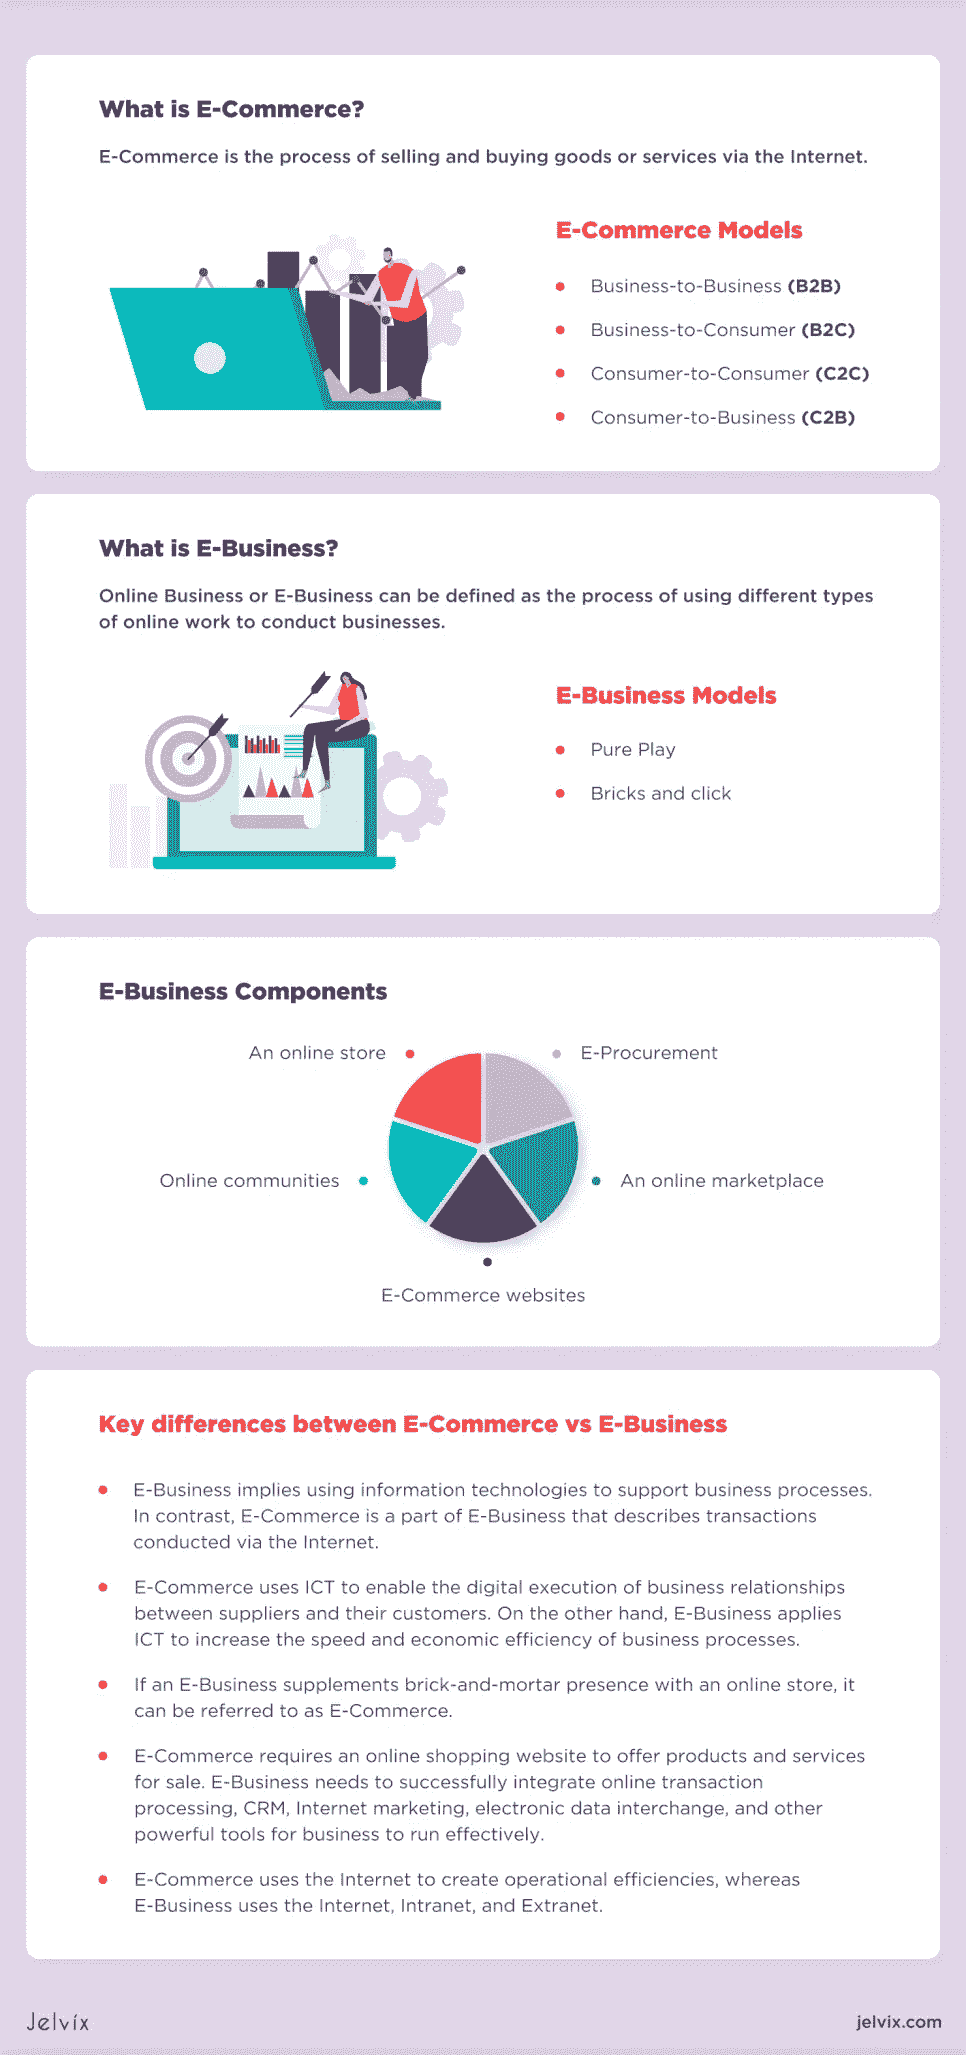 What is E-Commerce?
E-Commerce is the process of selling and buying goods or services via the Internet.
E-Commerce Models
Business-to-Business (B2B)
Business-to-Consumer (B2C)
Consumer-to-Consumer (C2C)
Consumer-to-Business (C2B)
What is E-Business?
Online Business or E-Business can be defined as the process of using different types
of online work to conduct businesses.
E-Business Models
Pure Play
Bricks and click
E-Business Components
An online store
E-Procurement
Online communities
An online marketplace
E-Commerce websites
Key differences between E-Commerce vs E-Business
E-Business implies using information technologies to support business processes.
In contrast, E-Commerce is a part of E-Business that describes transactions
conducted via the Internet.
E-Commerce uses ICT to enable the digital execution of business relationships
between suppliers and their customers. On the other hand, E-Business applies
ICT to increase the speed and economic efficiency of business processes.
If an E-Business supplements brick-and-mortar presence with an online store, it
can be referred to as E-Commerce.
E-Commerce requires an online shopping website to offer products and services
for sale. E-Business needs to successfully integrate online transaction
processing, CRM, Internet marketing, electronic data interchange, and other
powerful tools for business to run effectively.
E-Commerce uses the Internet to create operational efficiencies, whereas
E-Business uses the Internet, Intranet, and Extranet.
Jelvix
jelvix.com